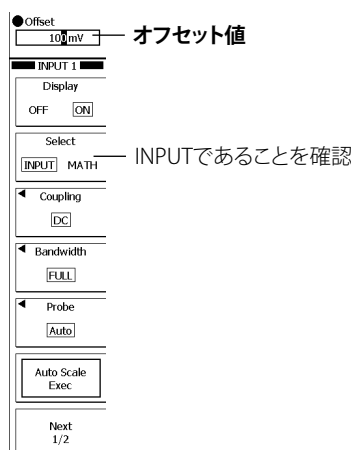 Offset
100mV
オフセット値
INPUT 1
Display
OFF ON
Select
INPUT MATH
INPUTであることを確認
Coupling
DC
Bandwidth
FULL
Probe
Auto
Auto Scale
Exec
Next
1/2